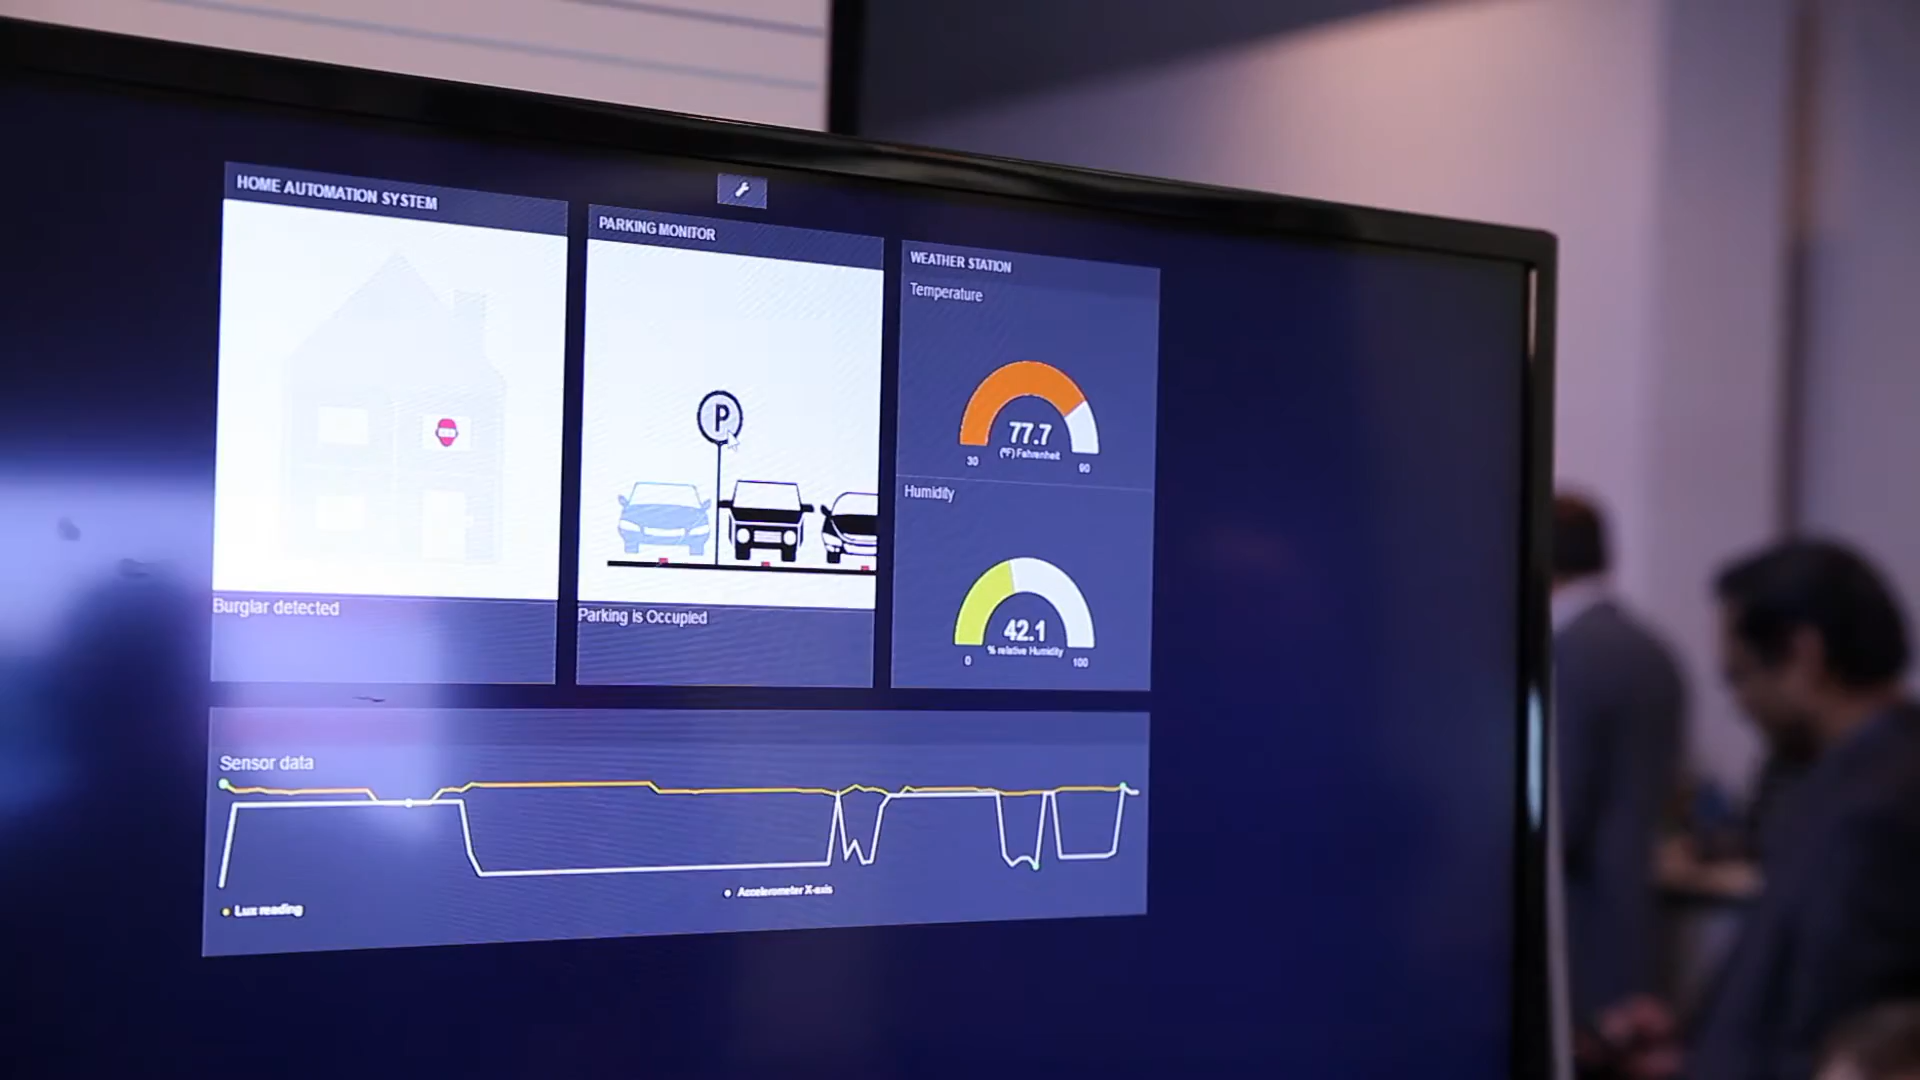 HOME AUTOMATION SYSTEM
Burglar detected
PARKING MONITOR
P
Parking is Occupied
WEATHER STATION
Temperature
77.7
(°F) Fahrenheit
30
90
Humidity
42.1
% relative Humidity
0
100
Sensor data
Accelerometer X-axis
Lux reading